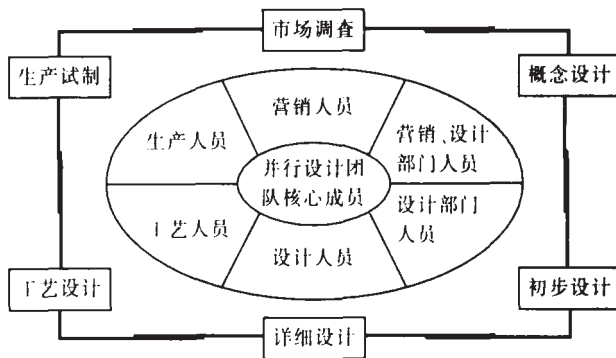 市场调查
生产试制
概念设计
营销人员
生产人员
营销、设计
部门人员
并行设计团
队核心成员
工艺人员
设计部门
人员
设计人员
工艺设计
初步设计
详细设计